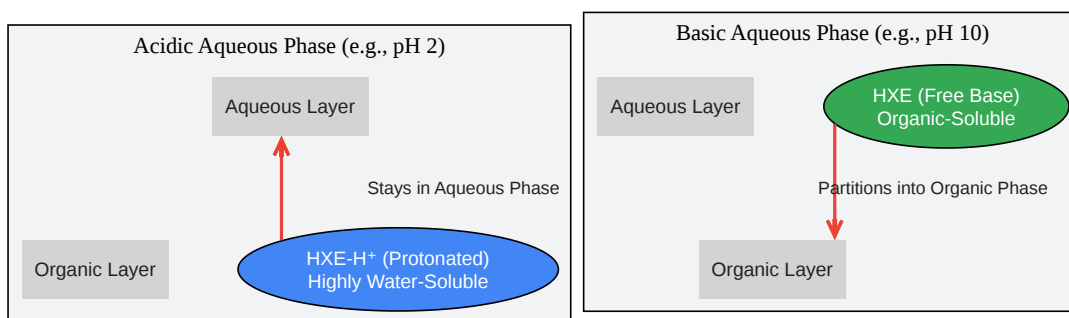 Acidic Aqueous Phase (e.g., pH 2)
Aqueous Layer
Stays in Aqueous Phase
Organic Layer
HXE-H⁺ (Protonated)
Highly Water-Soluble
Basic Aqueous Phase (e.g., pH 10)
Aqueous Layer
HXE (Free Base)
Organic-Soluble
Partitions into Organic Phase
Organic Layer